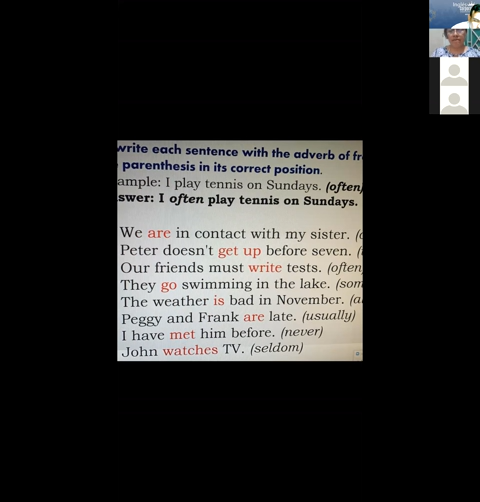 write each sentence with the adverb of
parenthesis in its correct position.
ample: I play tennis on Sundays. (often)
swer: I often play tennis on Sundays.
We are in contact with my sister.
Peter doesn't get up before seven.
Our friends must write tests. (often
They go swimming in the lake. (som
The weather is bad in November. (a
Peggy and Frank are late. (usually)
I have met him before. (never)
John watches TV. (seldom)